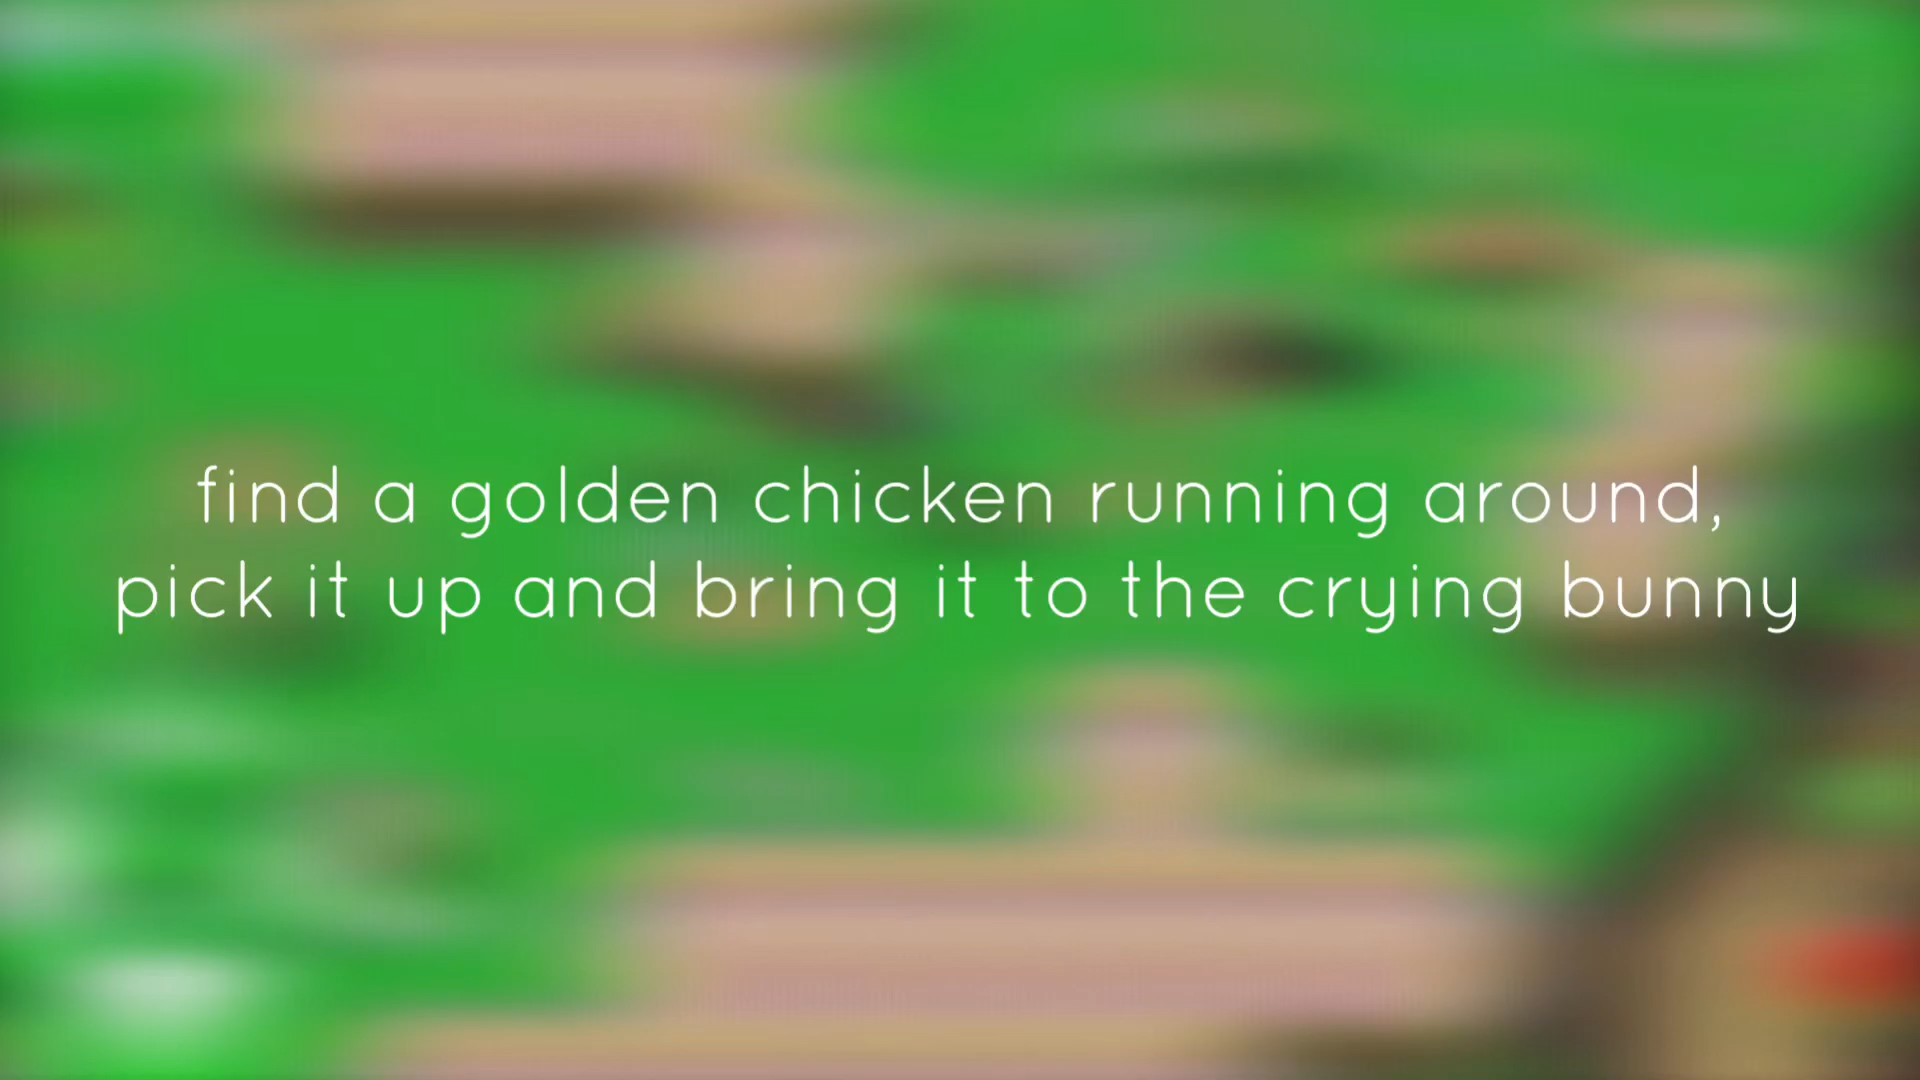 find a golden chicken running around,
pick it up and bring it to the crying bunny